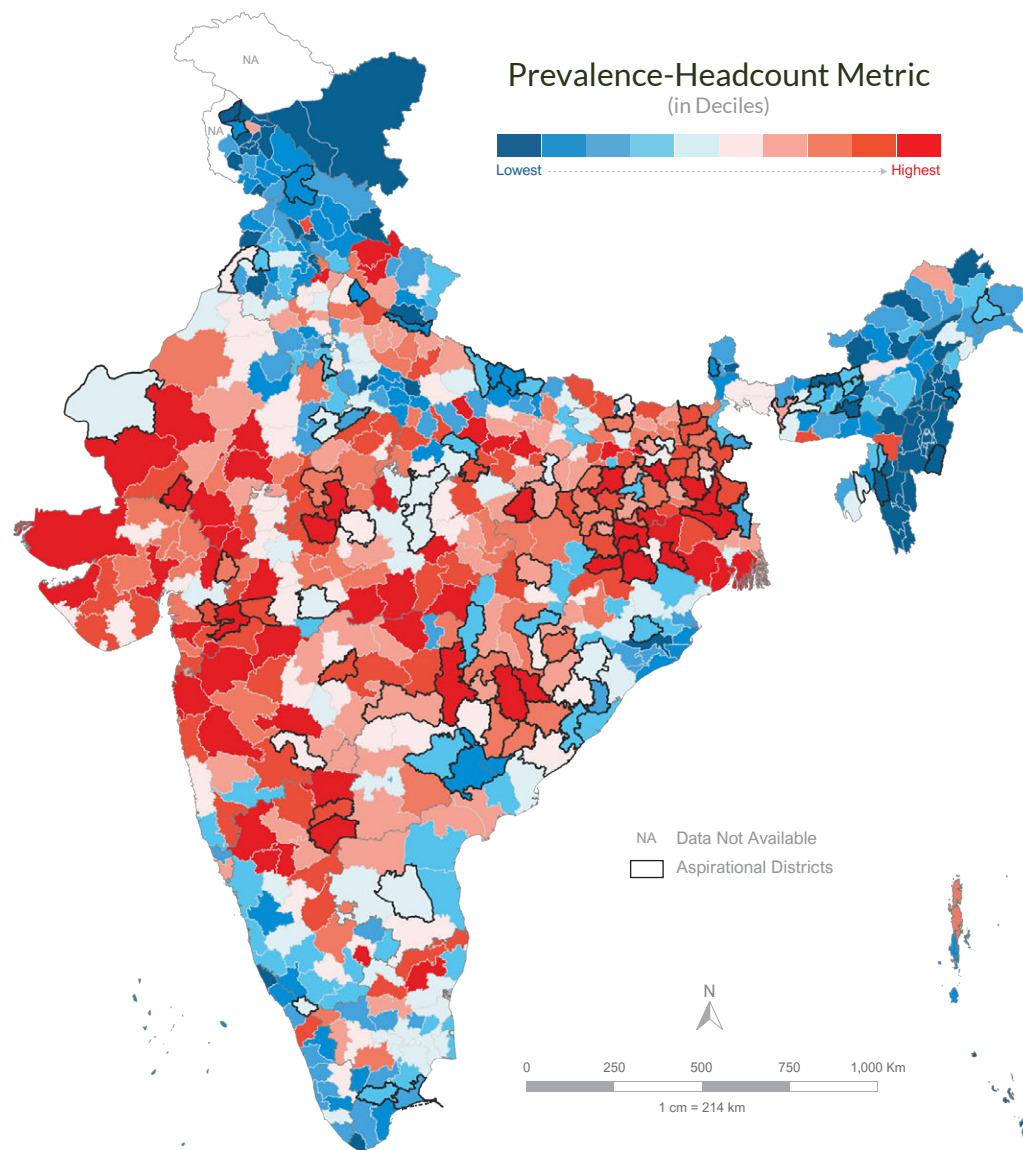 NA
NA
Prevalence-Headcount Metric
(in Deciles)
Lowest
Highest
NA Data Not Available
Aspirational Districts
N
0 250 500 750 1,000 Km
1 cm = 214 km